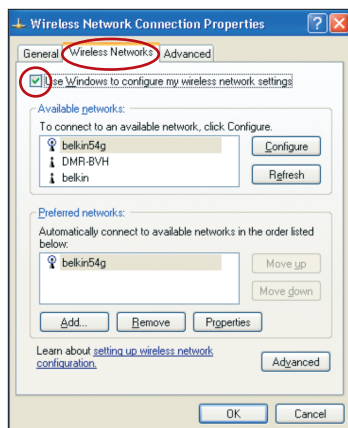 Wireless Network Connection Properties
General Wireless Networks Advanced
Use Windows to configure my wireless network settings
Available networks:
To connect to an available network, click Configure.
belkin54g
DMR-BVH
belkin
Configure
Refresh
Preferred networks:
Automatically connect to available networks in the order listed
below:
belkin54g
Move up
Move down
Add... Remove Properties
Learn about setting up wireless network
configuration.
Advanced
OK Cancel